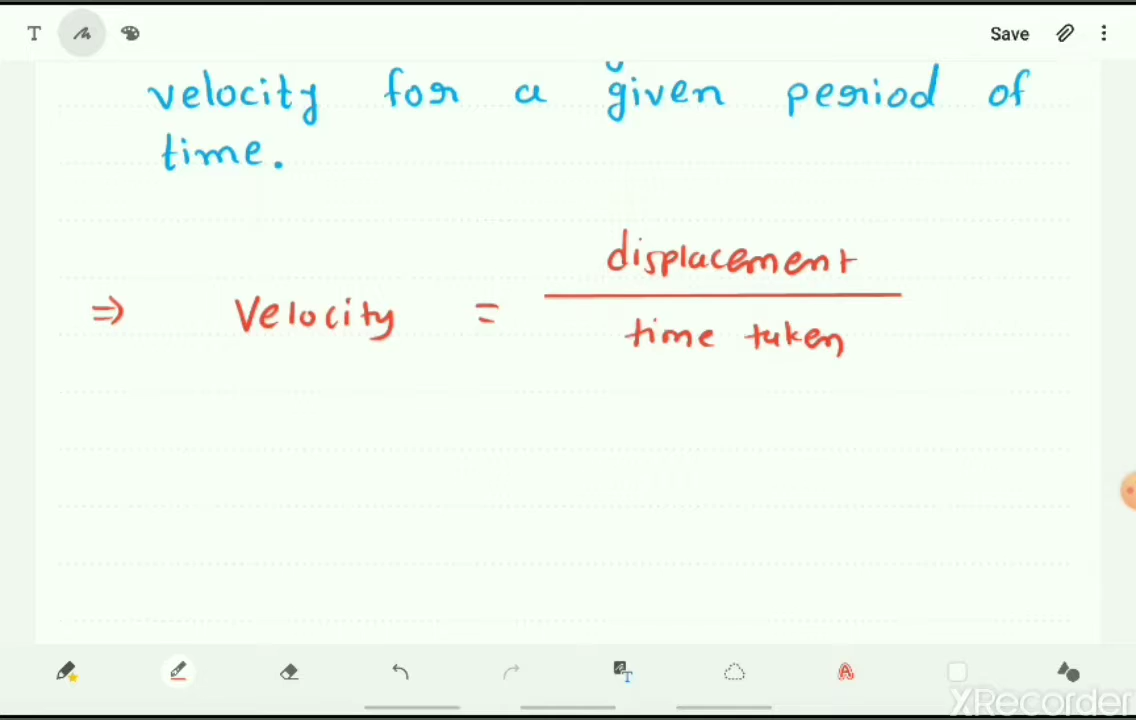 T
Save
velocity for a given period of
time.
⇒ Velocity = displacement
time taken
T
A
XRecorder